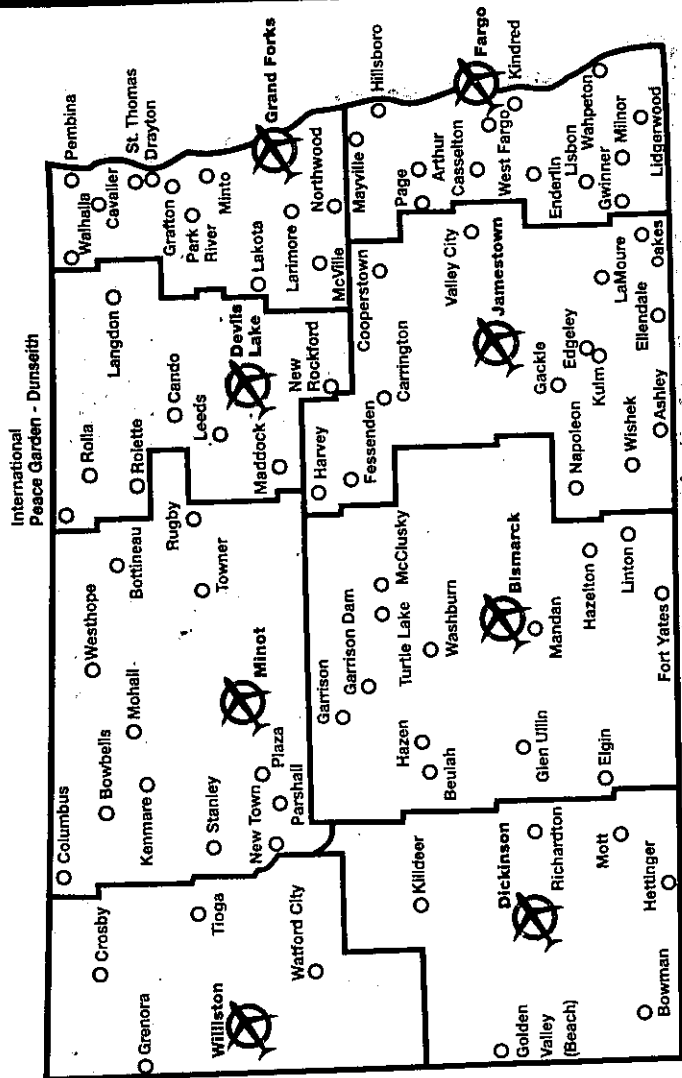 International
Peace Garden - Dunseith
Columbus
Crosby
Grenora
Tioga
Williston
Watford City
Westhope
Bowbells
Mohall
Kenmare
Stanley
Bottineau
Rugby
Towner
Minot
New Town
Plaza
Parshall
Rolla
Rolette
Langdon
Cando
Leeds
Devils
Lake
Maddock
New
Rockford
Pembina
Walhalla
Cavalier
St. Thomas
Drayton
Grafton
Park
River
Minto
Grand Forks
Lakota
Larimore
Northwood
McVille
Killdeer
Dickinson
Richardton
Golden
Valley
(Beach)
Mott
Hettinger
Bowman
Garrison
Garrison Dam
Turtle Lake
McClusky
Hazen
Beulah
Washburn
Bismarck
Mandan
Glen Ullin
Elgin
Hazelton
Linton
Fort Yates
Harvey
Fessenden
Carrington
Cooperstown
Valley City
Jamestown
Gackle
Edgeley
Kulm
Napoleon
LaMoure
Oakes
Wishek
Ashley
Ellendale
Mayville
Hillsboro
Page
Arthur
Casselton
Fargo
West Fargo
Kindred
Enderlin
Lisbon
Wahpeton
Gwinner
Milnor
Lidgerwood